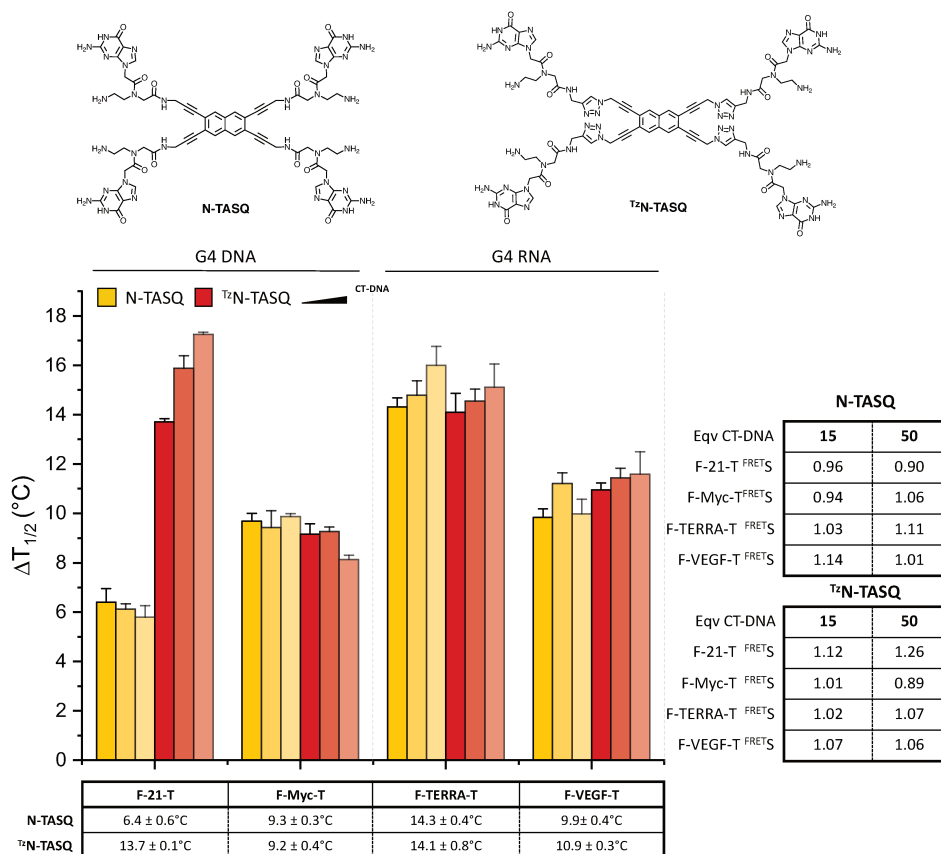 N-TASQ
TzN-TASQ
G4 DNA
G4 RNA
N-TASQ TzN-TASQ CT-DNA
ΔT1/2 (°C)
18
16
14
12
10
8
6
4
2
0
F-21-T F-Myc-T F-TERRA-T F-VEGF-T
N-TASQ 6.4 ± 0.6°C 9.3 ± 0.3°C 14.3 ± 0.4°C 9.9± 0.4°C
TzN-TASQ 13.7 ± 0.1°C 9.2 ± 0.4°C 14.1 ± 0.8°C 10.9 ± 0.3°C
N-TASQ
Eqv CT-DNA 15 50
F-21-T FRETS 0.96 0.90
F-Myc-TFRETS 0.94 1.06
F-TERRA-T FRETS 1.03 1.11
F-VEGF-T FRETS 1.14 1.01
TzN-TASQ
Eqv CT-DNA 15 50
F-21-T FRETS 1.12 1.26
F-Myc-T FRETS 1.01 0.89
F-TERRA-T FRETS 1.02 1.07
F-VEGF-T FRETS 1.07 1.06